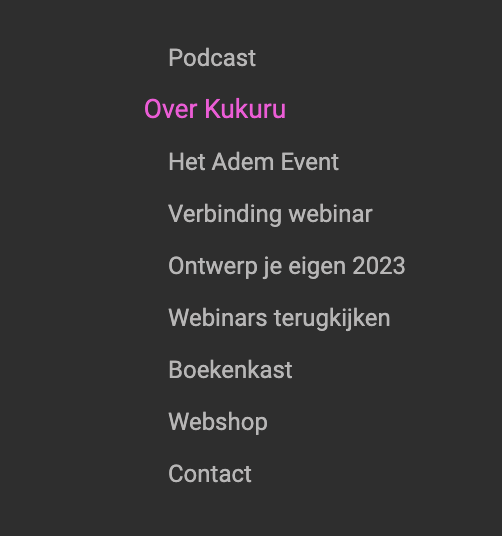 Podcast
Over Kukuru
Het Adem Event
Verbinding webinar
Ontwerp je eigen 2023
Webinars terugkijken
Boekenkast
Webshop
Contact